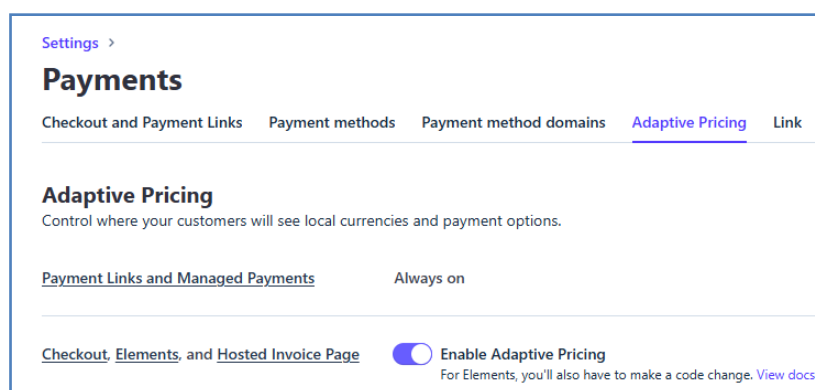 Settings >
Payments
Checkout and Payment Links Payment methods Payment method domains Adaptive Pricing Link
Adaptive Pricing
Control where your customers will see local currencies and payment options.
Payment Links and Managed Payments Always on
Checkout, Elements, and Hosted Invoice Page Enable Adaptive Pricing
For Elements, you'll also have to make a code change. View docs